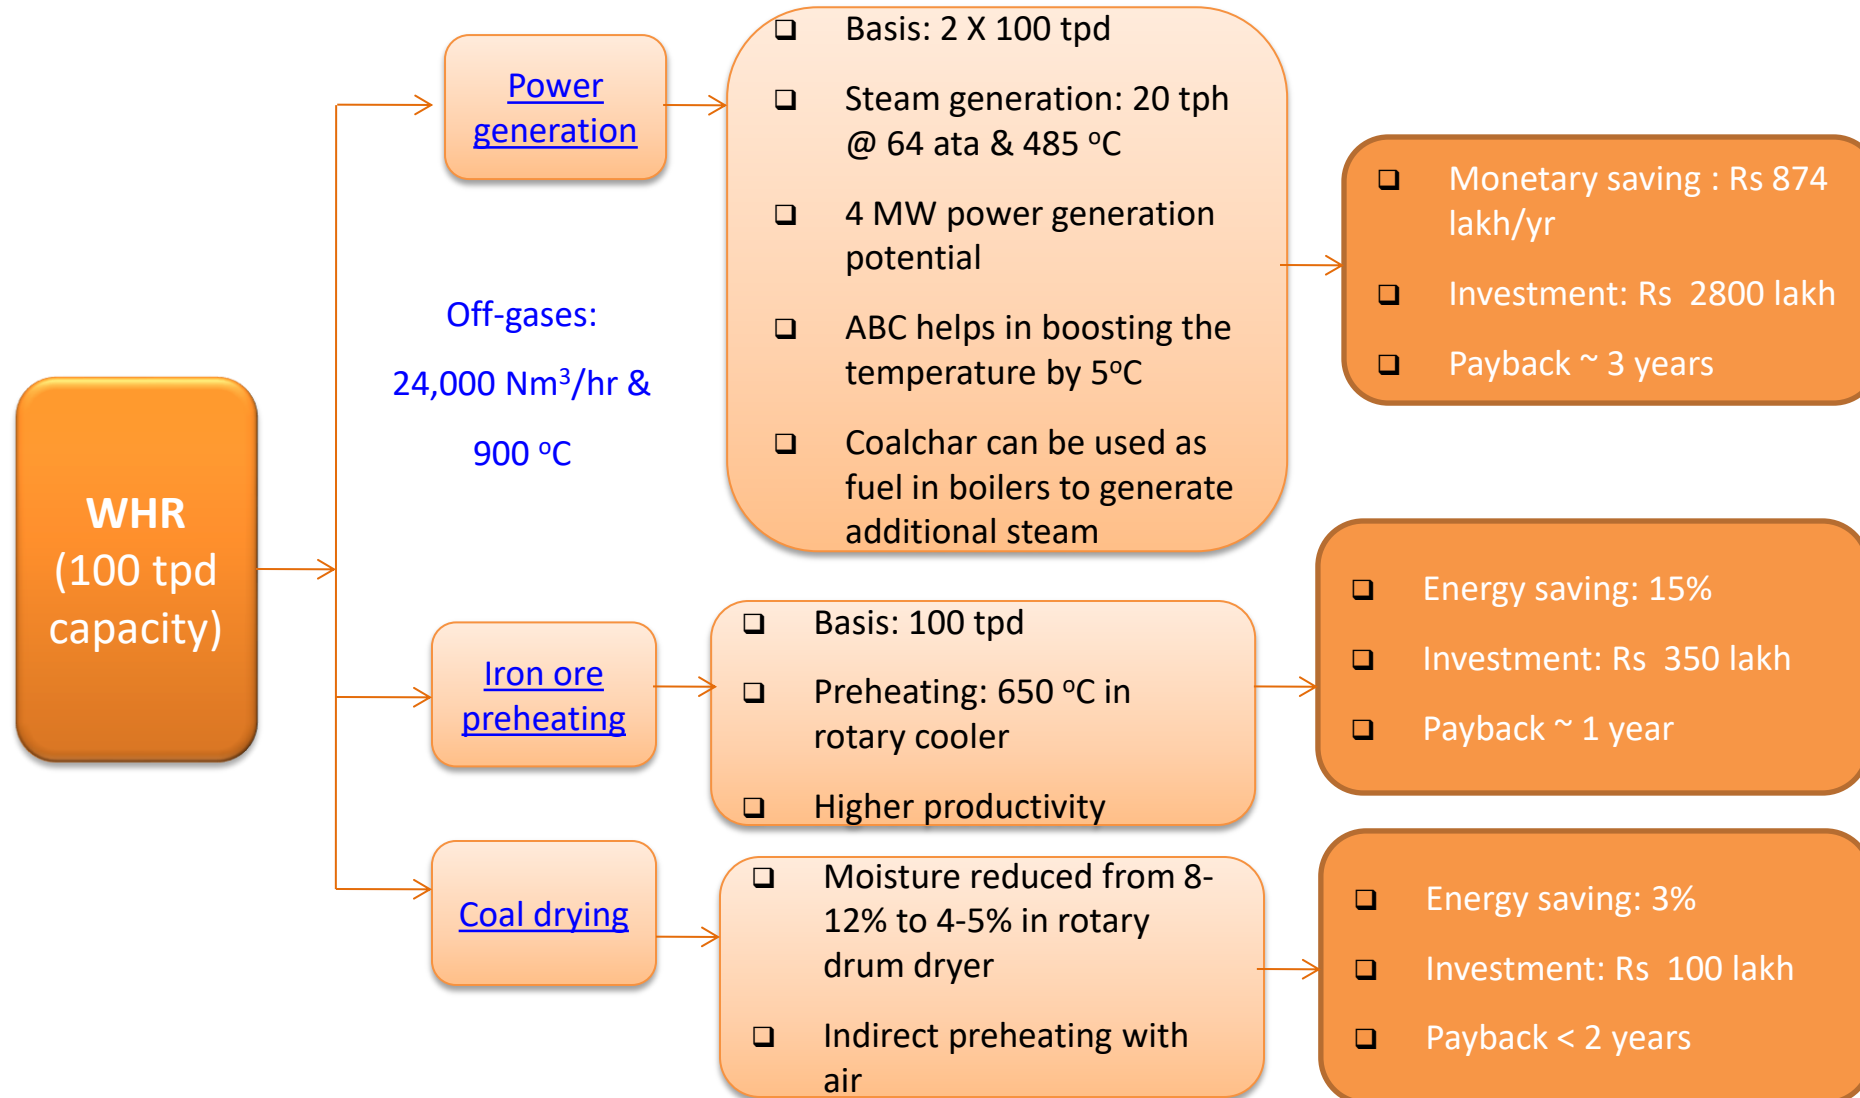 WHR
(100 tpd
capacity)
Off-gases:
24,000 Nm³/hr &
900 ᵒC
Power
generation
❑ Basis: 2 X 100 tpd
❑ Steam generation: 20 tph
@ 64 ata & 485 ᵒC
❑ 4 MW power generation
potential
❑ ABC helps in boosting the
temperature by 5ᵒC
❑ Coalchar can be used as
fuel in boilers to generate
additional steam
❑ Monetary saving : Rs 874
lakh/yr
❑ Investment: Rs 2800 lakh
❑ Payback ~ 3 years
Iron ore
preheating
❑ Basis: 100 tpd
❑ Preheating: 650 ᵒC in
rotary cooler
❑ Higher productivity
❑ Energy saving: 15%
❑ Investment: Rs 350 lakh
❑ Payback ~ 1 year
Coal drying
❑ Moisture reduced from 8-
12% to 4-5% in rotary
drum dryer
❑ Indirect preheating with
air
❑ Energy saving: 3%
❑ Investment: Rs 100 lakh
❑ Payback < 2 years